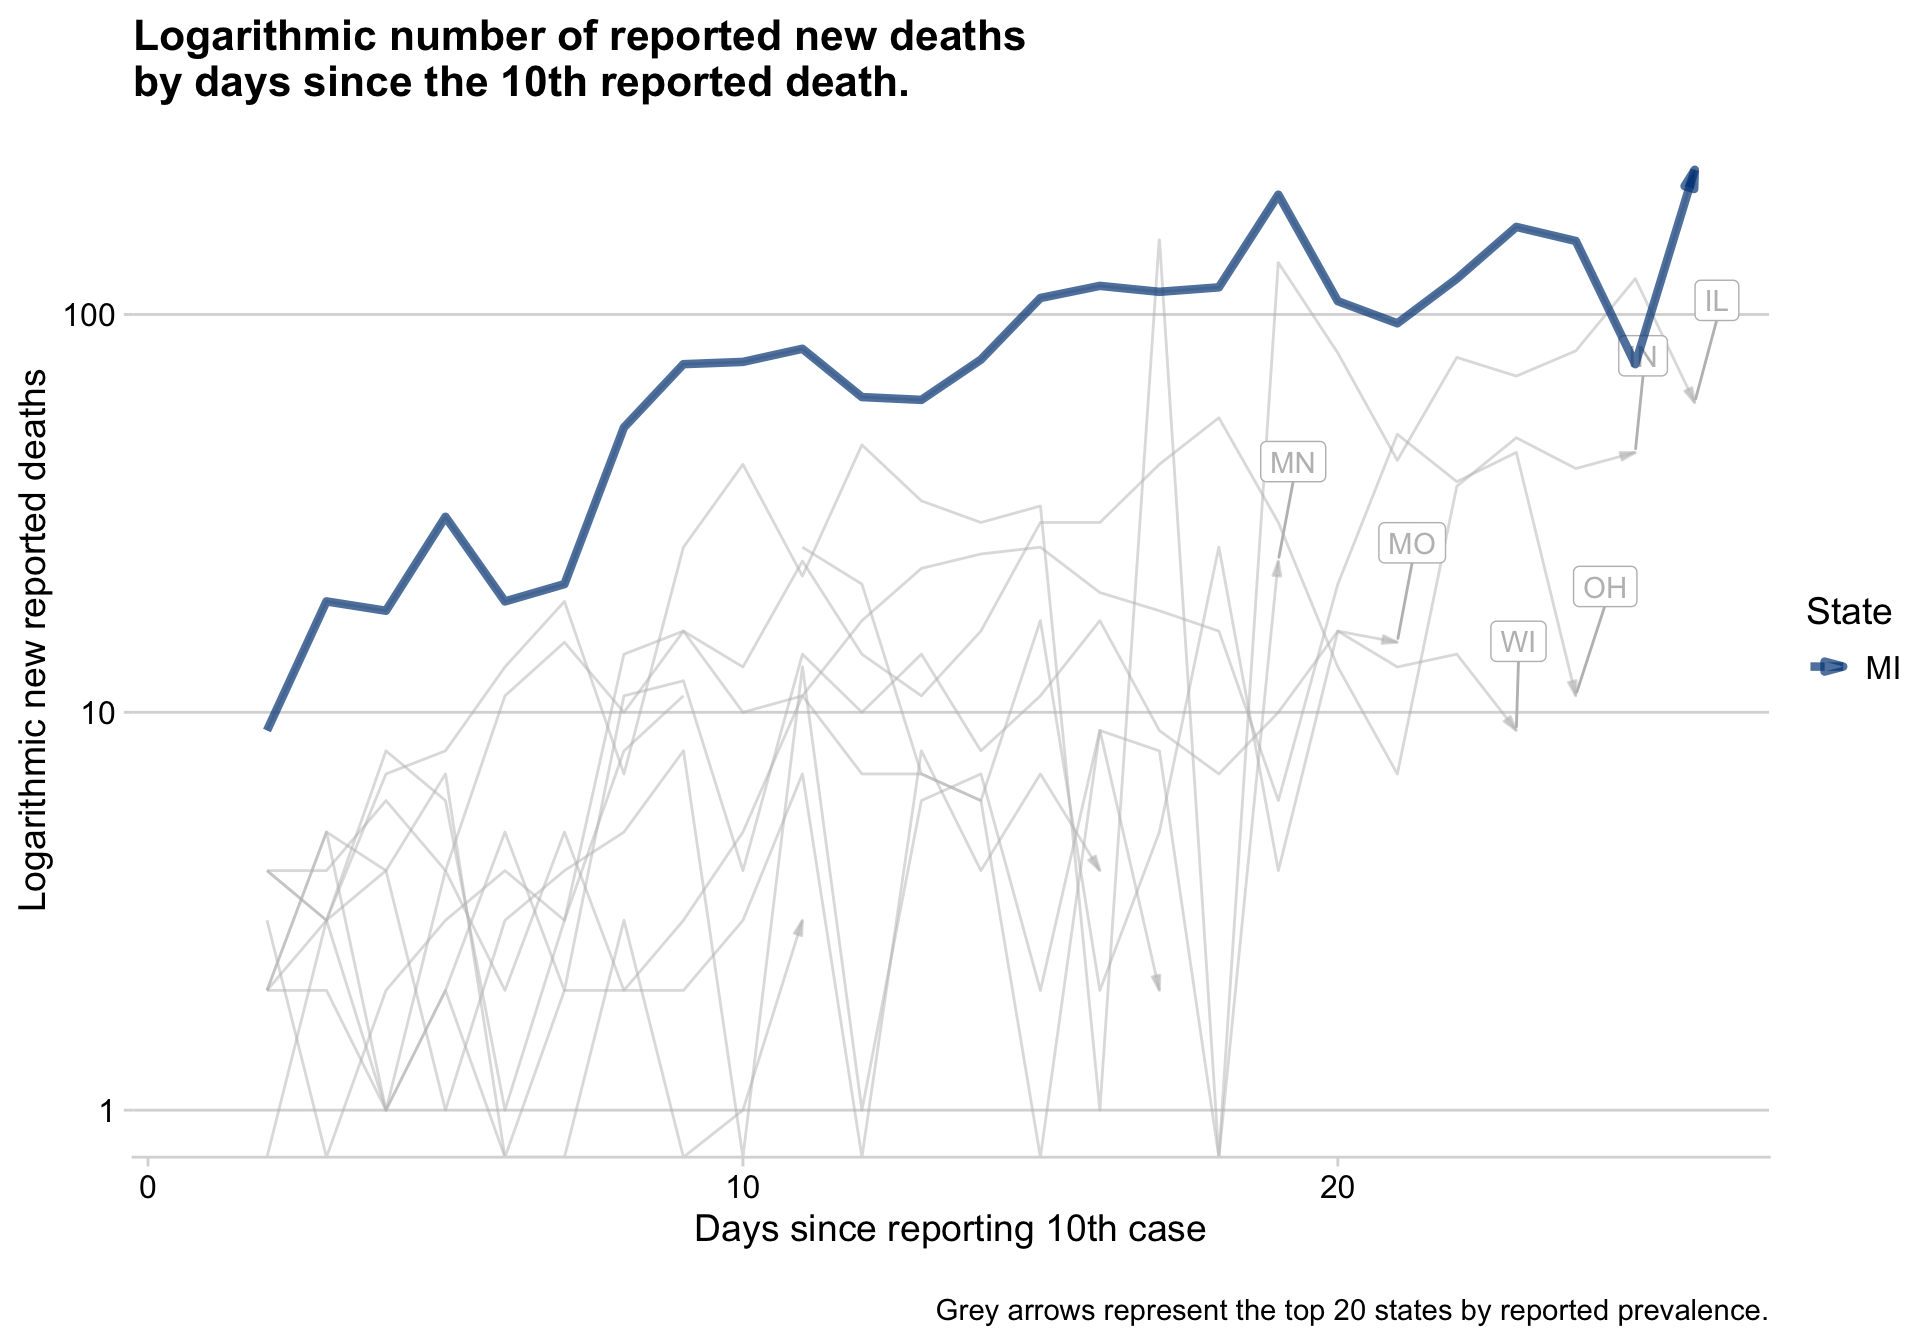 Logarithmic number of reported new deaths
by days since the 10th reported death.
Logarithmic new reported deaths
100
10
1
IL
MN
MO
OH
WI
State
MI
0
10
20
Days since reporting 10th case
Grey arrows represent the top 20 states by reported prevalence.